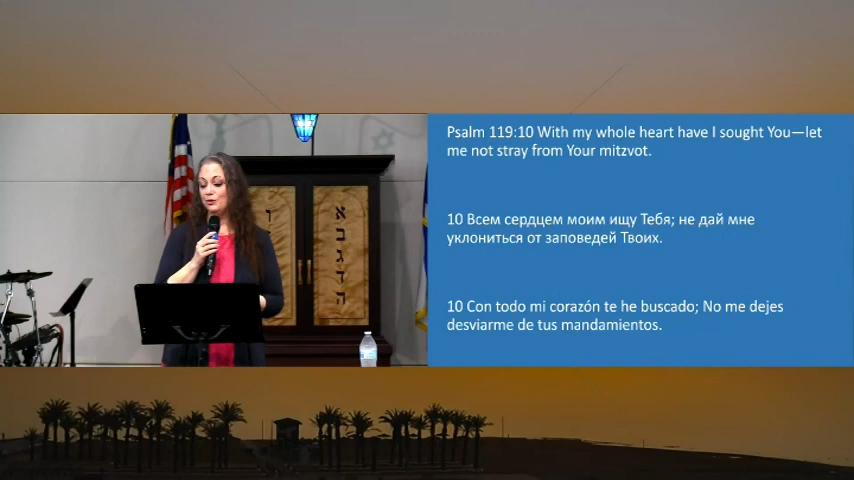 Psalm 119:10 With my whole heart have I sought You—let
me not stray from Your mitzvot.
10 Всем сердцем моим ищу Тебя; не дай мне
уклониться от заповедей Твоих.
10 Con todo mi corazón te he buscado; No me dejes
desviarme de tus mandamientos.
א
ב
ג
ד
ה